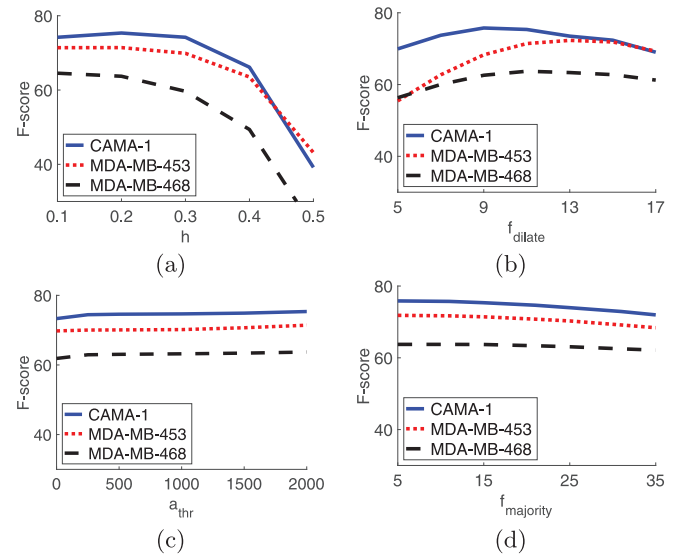 80
60
40
F-score
CAMA-1
MDA-MB-453
MDA-MB-468
0.1 0.2 0.3 0.4 0.5
h
(a)
80
60
40
F-score
CAMA-1
MDA-MB-453
MDA-MB-468
5 9 13 17
f_dilate
(b)
80
60
40
F-score
CAMA-1
MDA-MB-453
MDA-MB-468
0 500 1000 1500 2000
a_thr
(c)
80
60
40
F-score
CAMA-1
MDA-MB-453
MDA-MB-468
5 15 25 35
f_majority
(d)